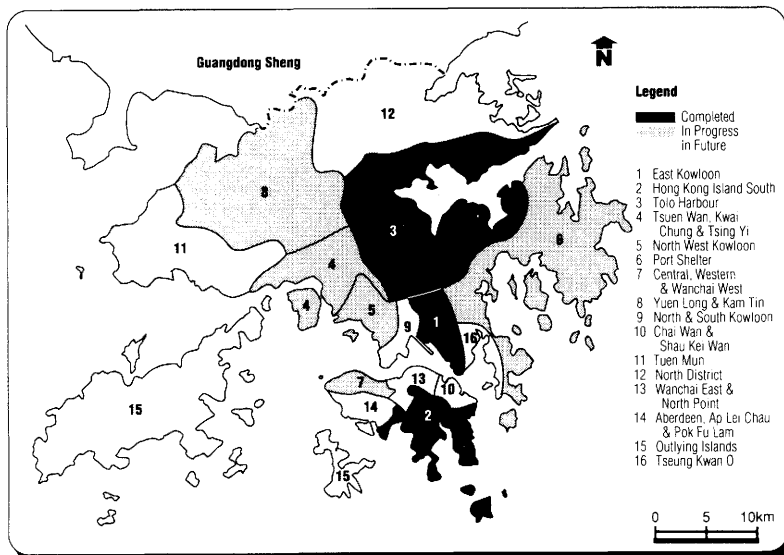 Guangdong Sheng
N
Legend
Completed
In Progress
in Future
1 East Kowloon
2 Hong Kong Island South
3 Tolo Harbour
4 Tsuen Wan, Kwai
Chung & Tsing Yi
5 North West Kowloon
6 Port Shelter
7 Central, Western
& Wanchai West
8 Yuen Long & Kam Tin
9 North & South Kowloon
10 Chai Wan &
Shau Kei Wan
11 Tuen Mun
12 North District
13 Wanchai East &
North Point
14 Aberdeen, Ap Lei Chau
& Pok Fu Lam
15 Outlying Islands
16 Tseung Kwan O
12
8
3
6
11
4
4
5
9
1
16
7
13
10
14
2
15
15
0 5 10km